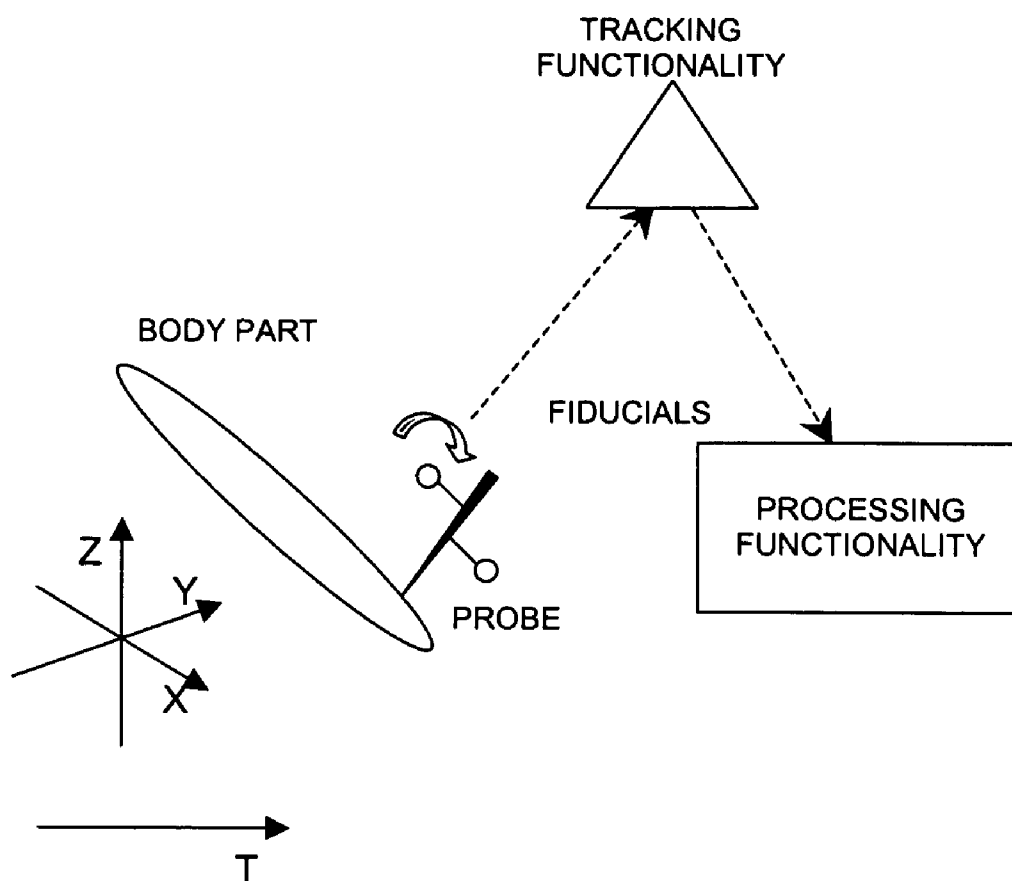 TRACKING
FUNCTIONALITY
BODY PART
FIDUCIALS
PROCESSING
FUNCTIONALITY
Z
Y
PROBE
X
T